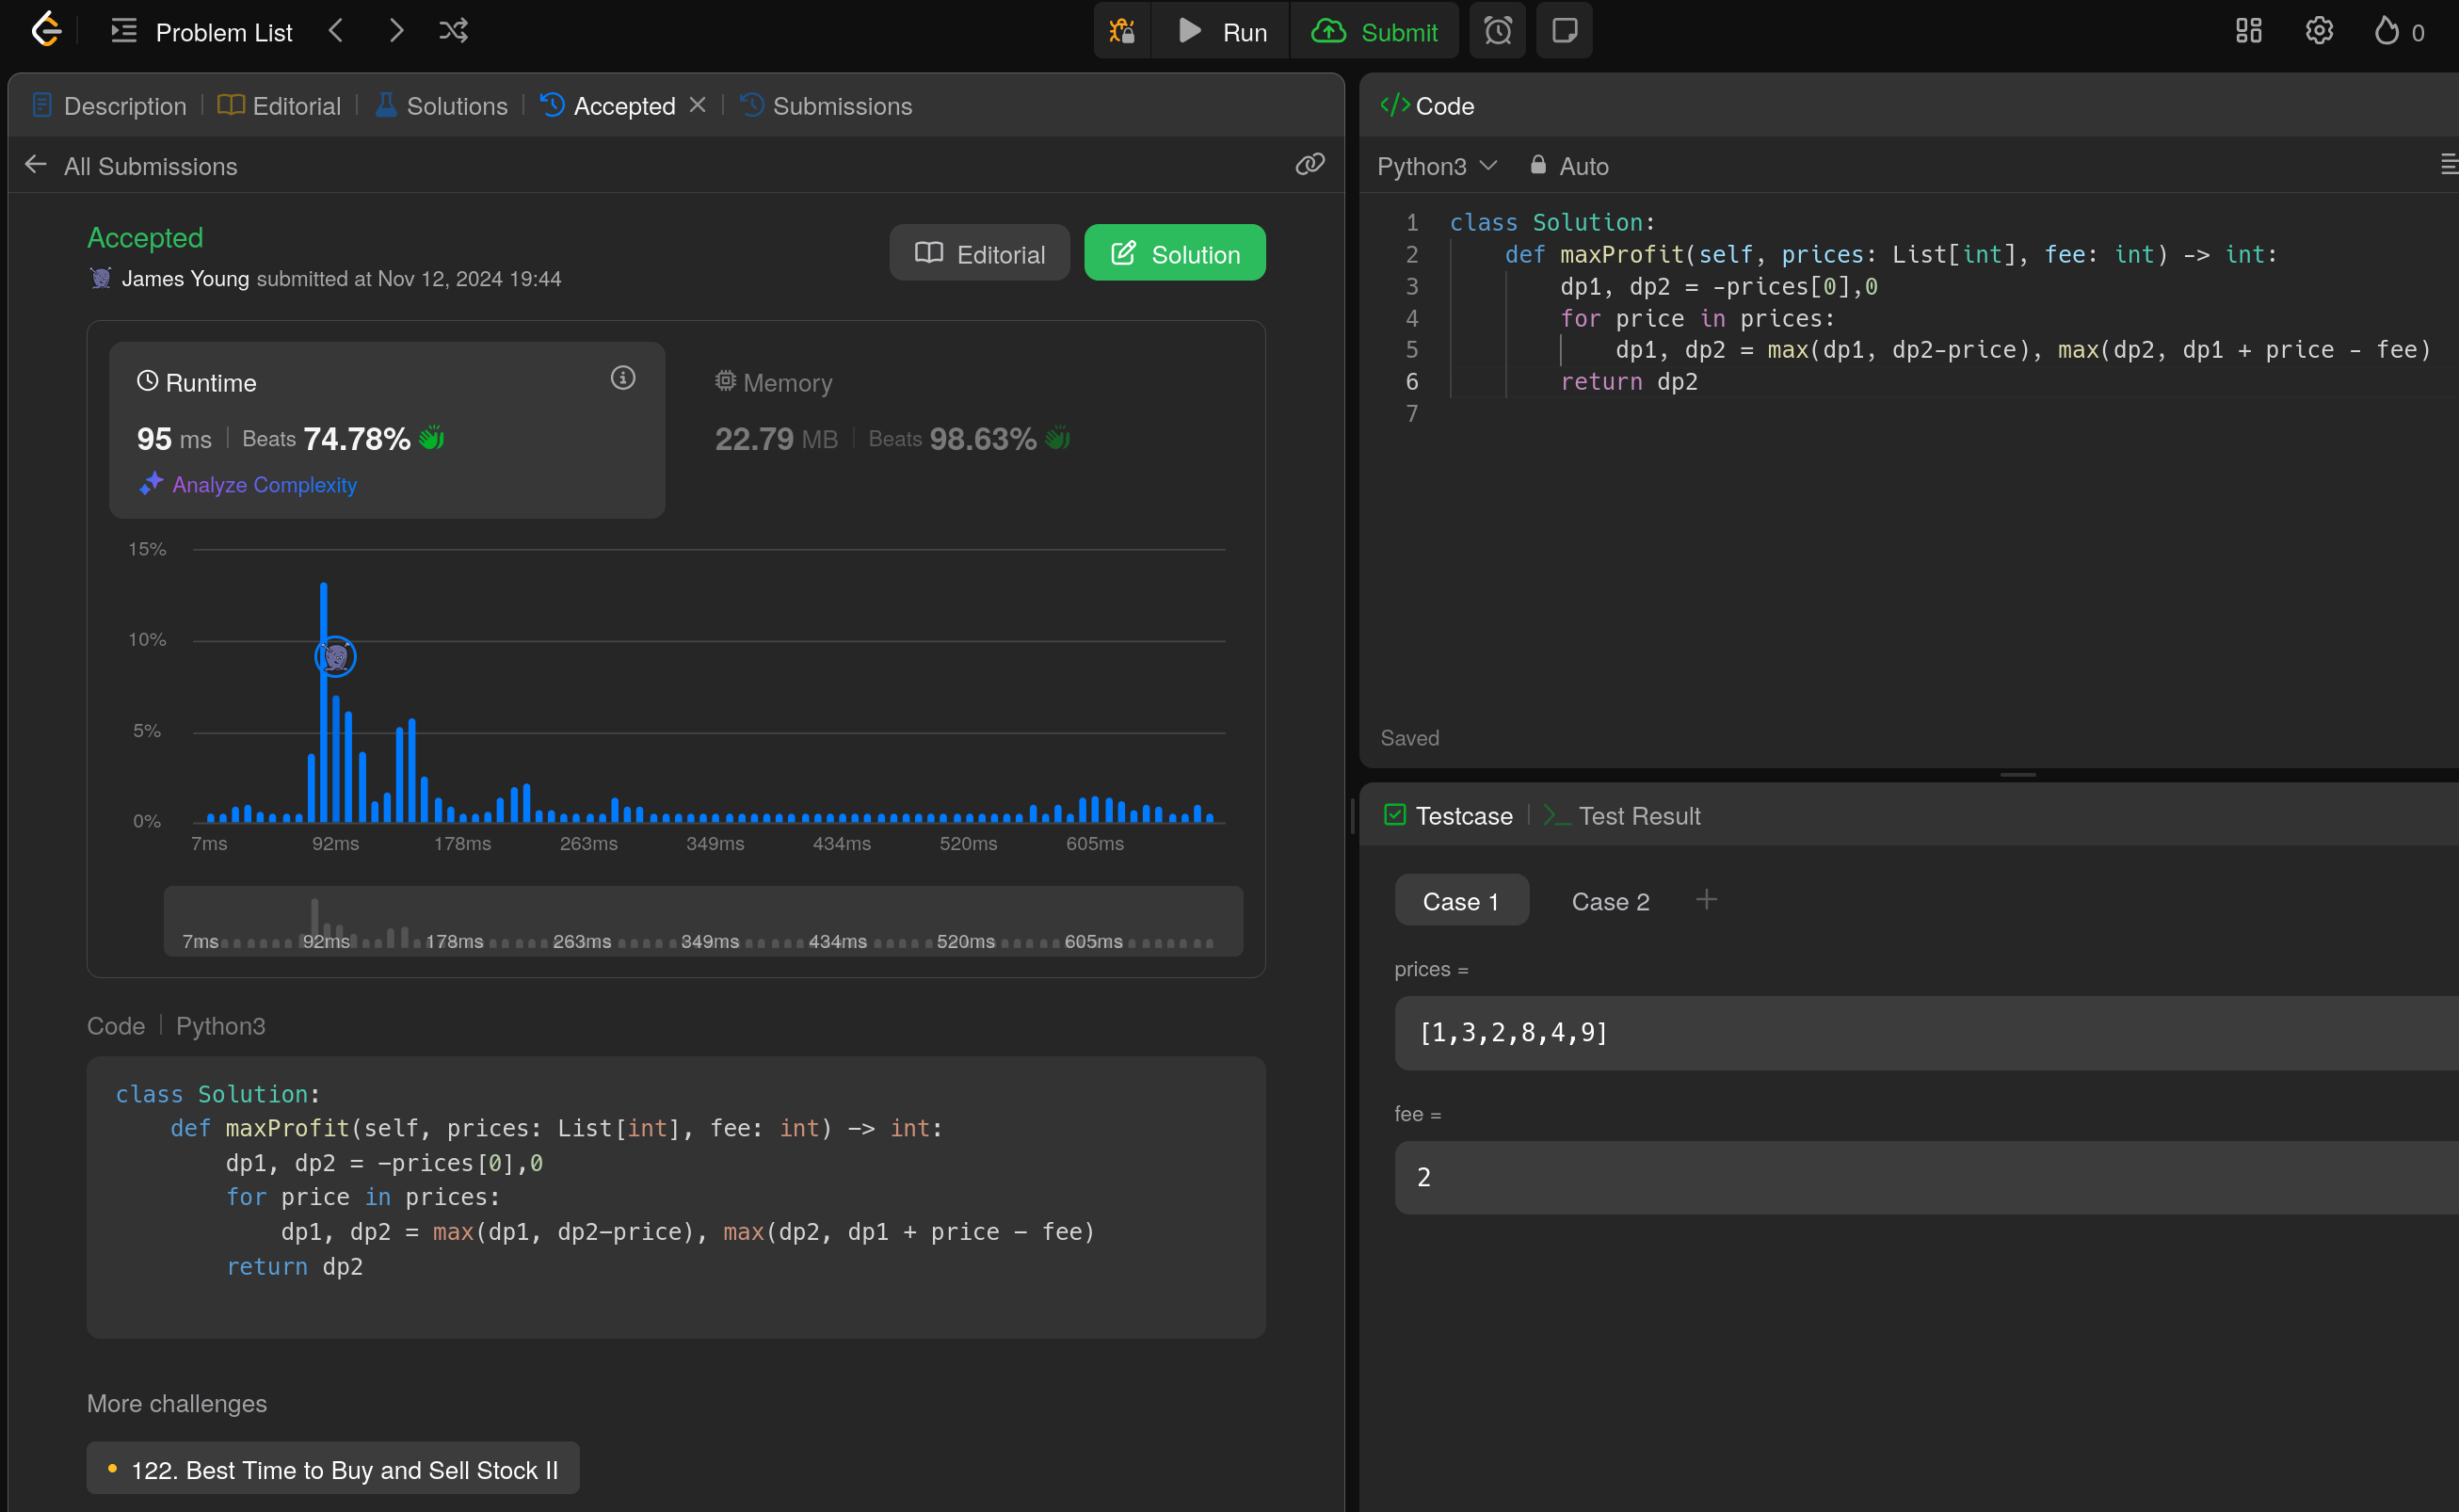 Problem List
Run
Submit
0
Description
Editorial
Solutions
Accepted
Submissions
All Submissions
Accepted
James Young submitted at Nov 12, 2024 19:44
Editorial
Solution
Runtime
95 ms
Beats 74.78%
Analyze Complexity
Memory
22.79 MB
Beats 98.63%
15%
10%
5%
0%
7ms 92ms 178ms 263ms 349ms 434ms 520ms 605ms
7ms 92ms 178ms 263ms 349ms 434ms 520ms 605ms
Code Python3
class Solution:
    def maxProfit(self, prices: List[int], fee: int) -> int:
        dp1, dp2 = -prices[0],0
        for price in prices:
            dp1, dp2 = max(dp1, dp2-price), max(dp2, dp1 + price - fee)
        return dp2
More challenges
122. Best Time to Buy and Sell Stock II
</> Code
Python3
Auto
1 class Solution:
2     def maxProfit(self, prices: List[int], fee: int) -> int:
3         dp1, dp2 = -prices[0],0
4         for price in prices:
5             dp1, dp2 = max(dp1, dp2-price), max(dp2, dp1 + price - fee)
6         return dp2
7
Saved
Testcase
Test Result
Case 1
Case 2
prices =
[1,3,2,8,4,9]
fee =
2